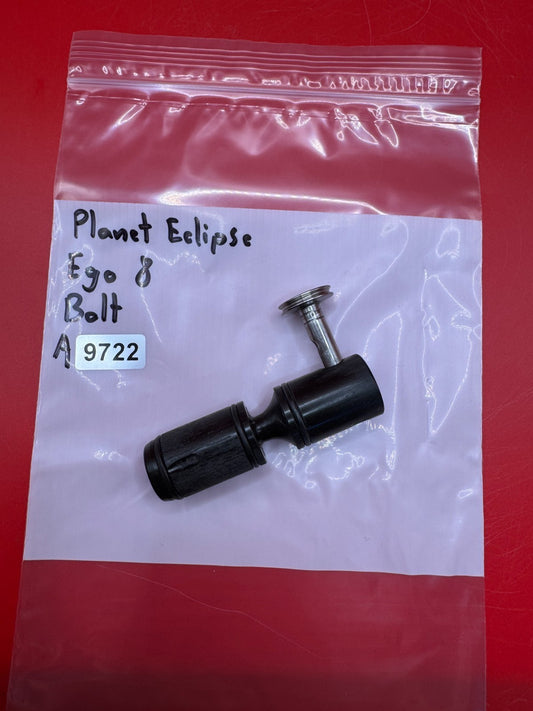 Planet Eclipse
Ego 8
Bolt
A 9722